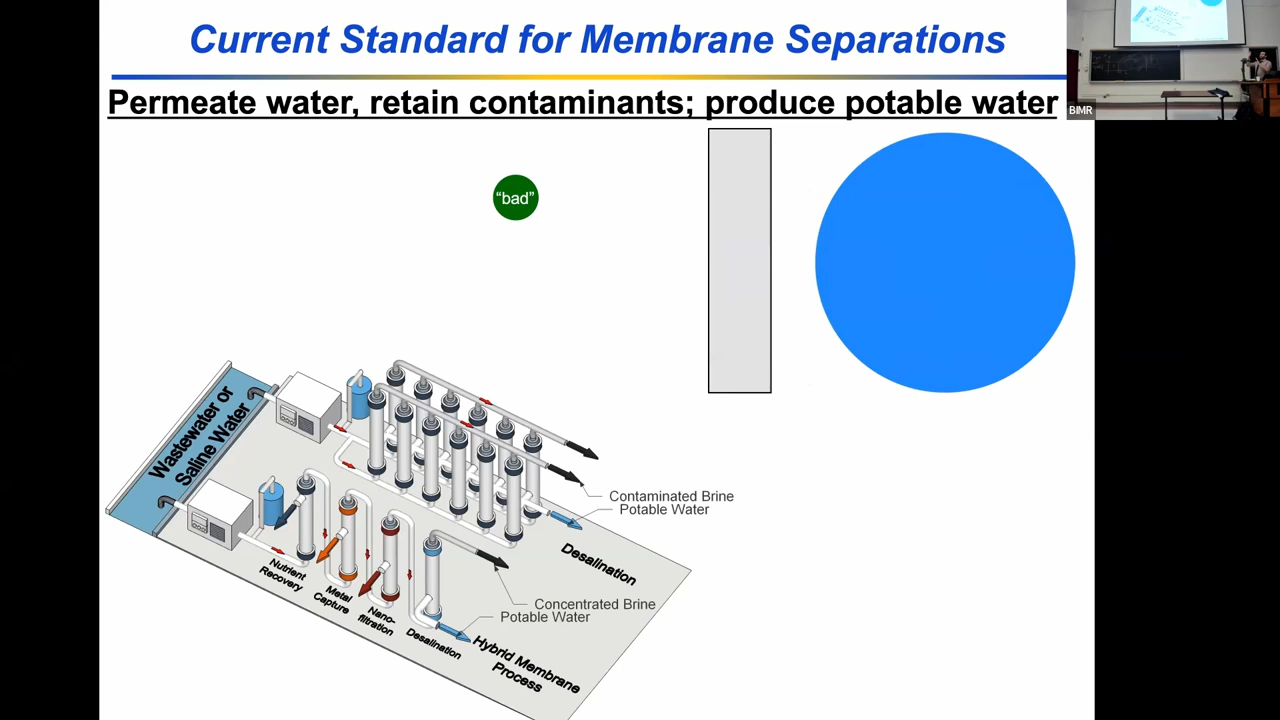 Current Standard for Membrane Separations
Permeate water, retain contaminants; produce potable water
BIMR
“bad”
Wastewater or
Saline Water
Contaminated Brine
Potable Water
Desalination
Nutrient
Recovery
Metal
Capture
Nano-
filtration
Desalination
Concentrated Brine
Potable Water
Hybrid Membrane
Process